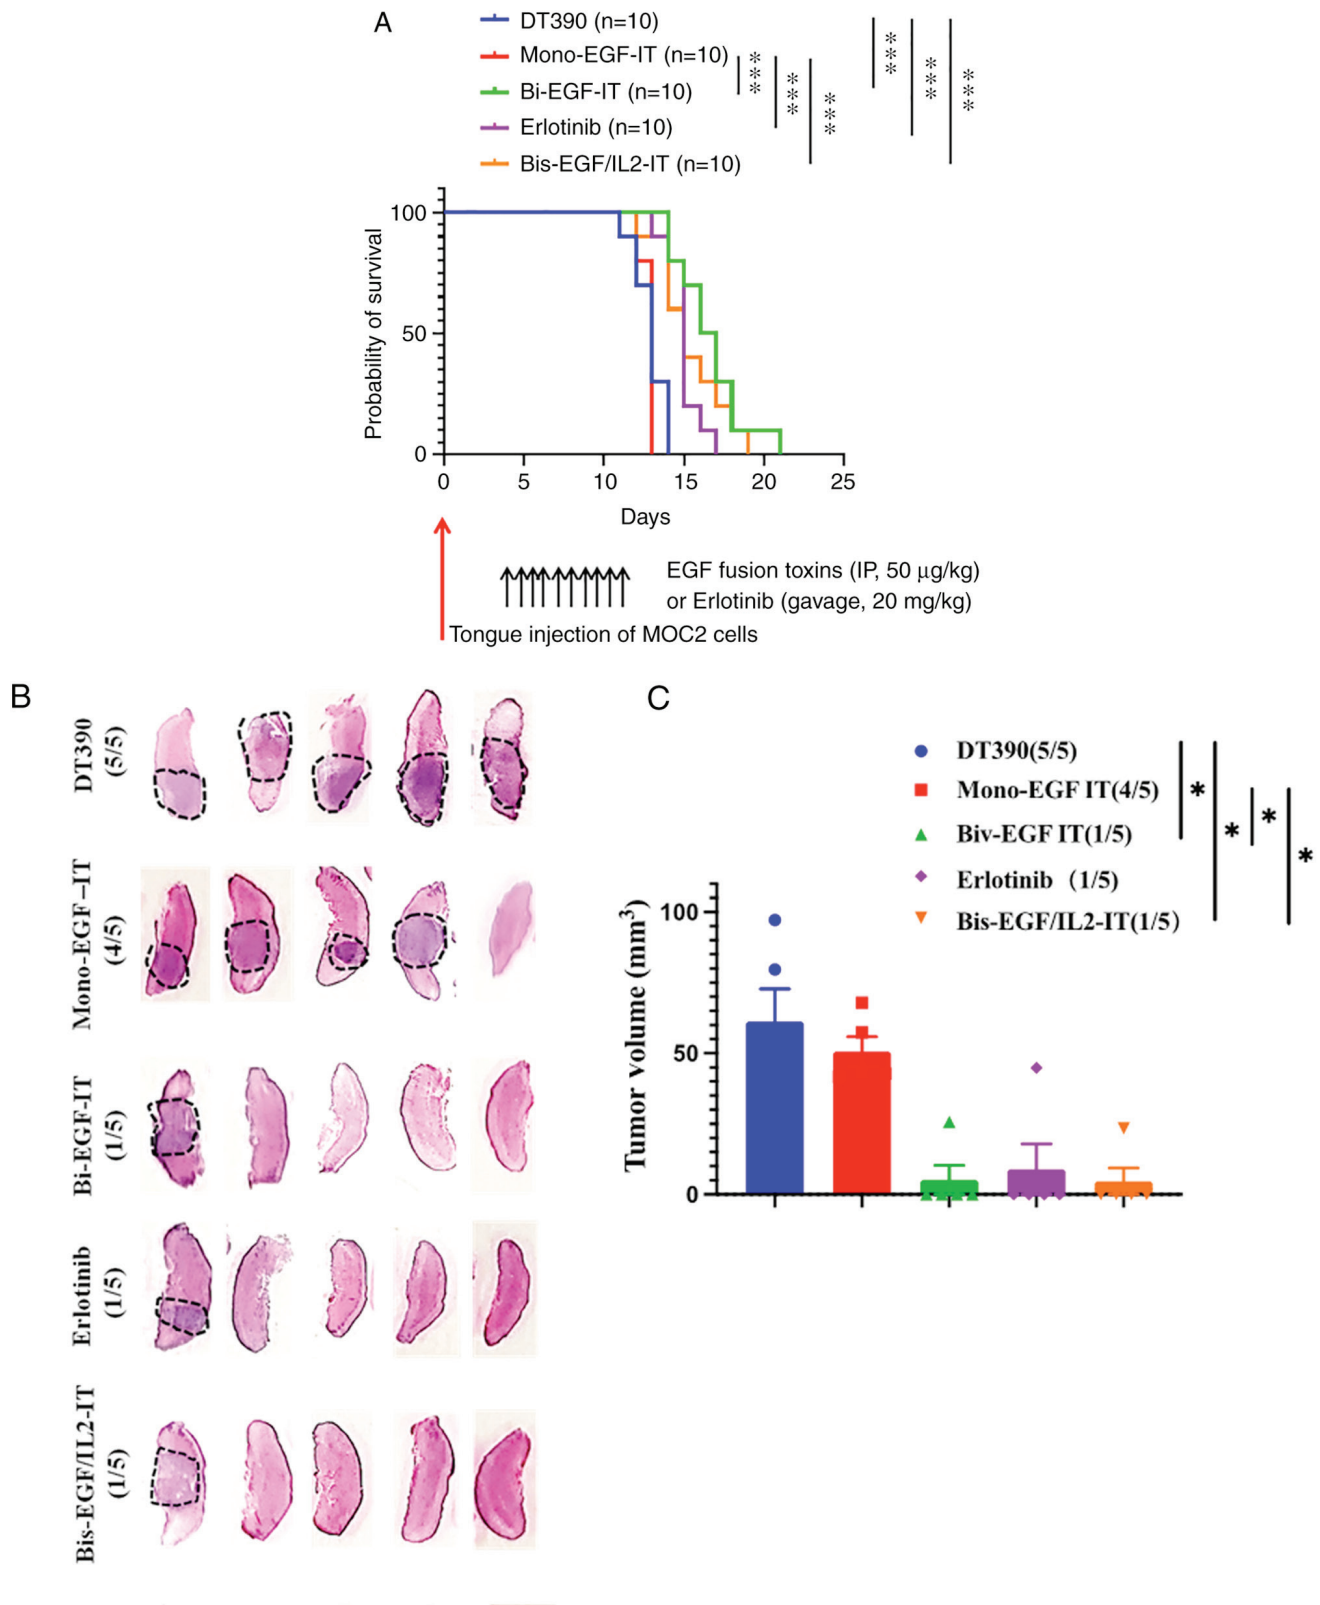 A
DT390 (n=10)
Mono-EGF-IT (n=10)
Bi-EGF-IT (n=10)
Erlotinib (n=10)
Bis-EGF/IL2-IT (n=10)
***
***
***
***
***
***
Probability of survival
100
50
0
0 5 10 15 20 25
Days
EGF fusion toxins (IP, 50 μg/kg)
or Erlotinib (gavage, 20 mg/kg)
Tongue injection of MOC2 cells
B
DT390
(5/5)
Mono-EGF–IT
(4/5)
Bi-EGF-IT
(1/5)
Erlotinib
(1/5)
Bis-EGF/IL2-IT
(1/5)
C
DT390(5/5)
Mono-EGF IT(4/5)
Biv-EGF IT(1/5)
Erlotinib（1/5)
Bis-EGF/IL2-IT(1/5)
*
*
*
*
Tumor volume (mm³)
100
50
0